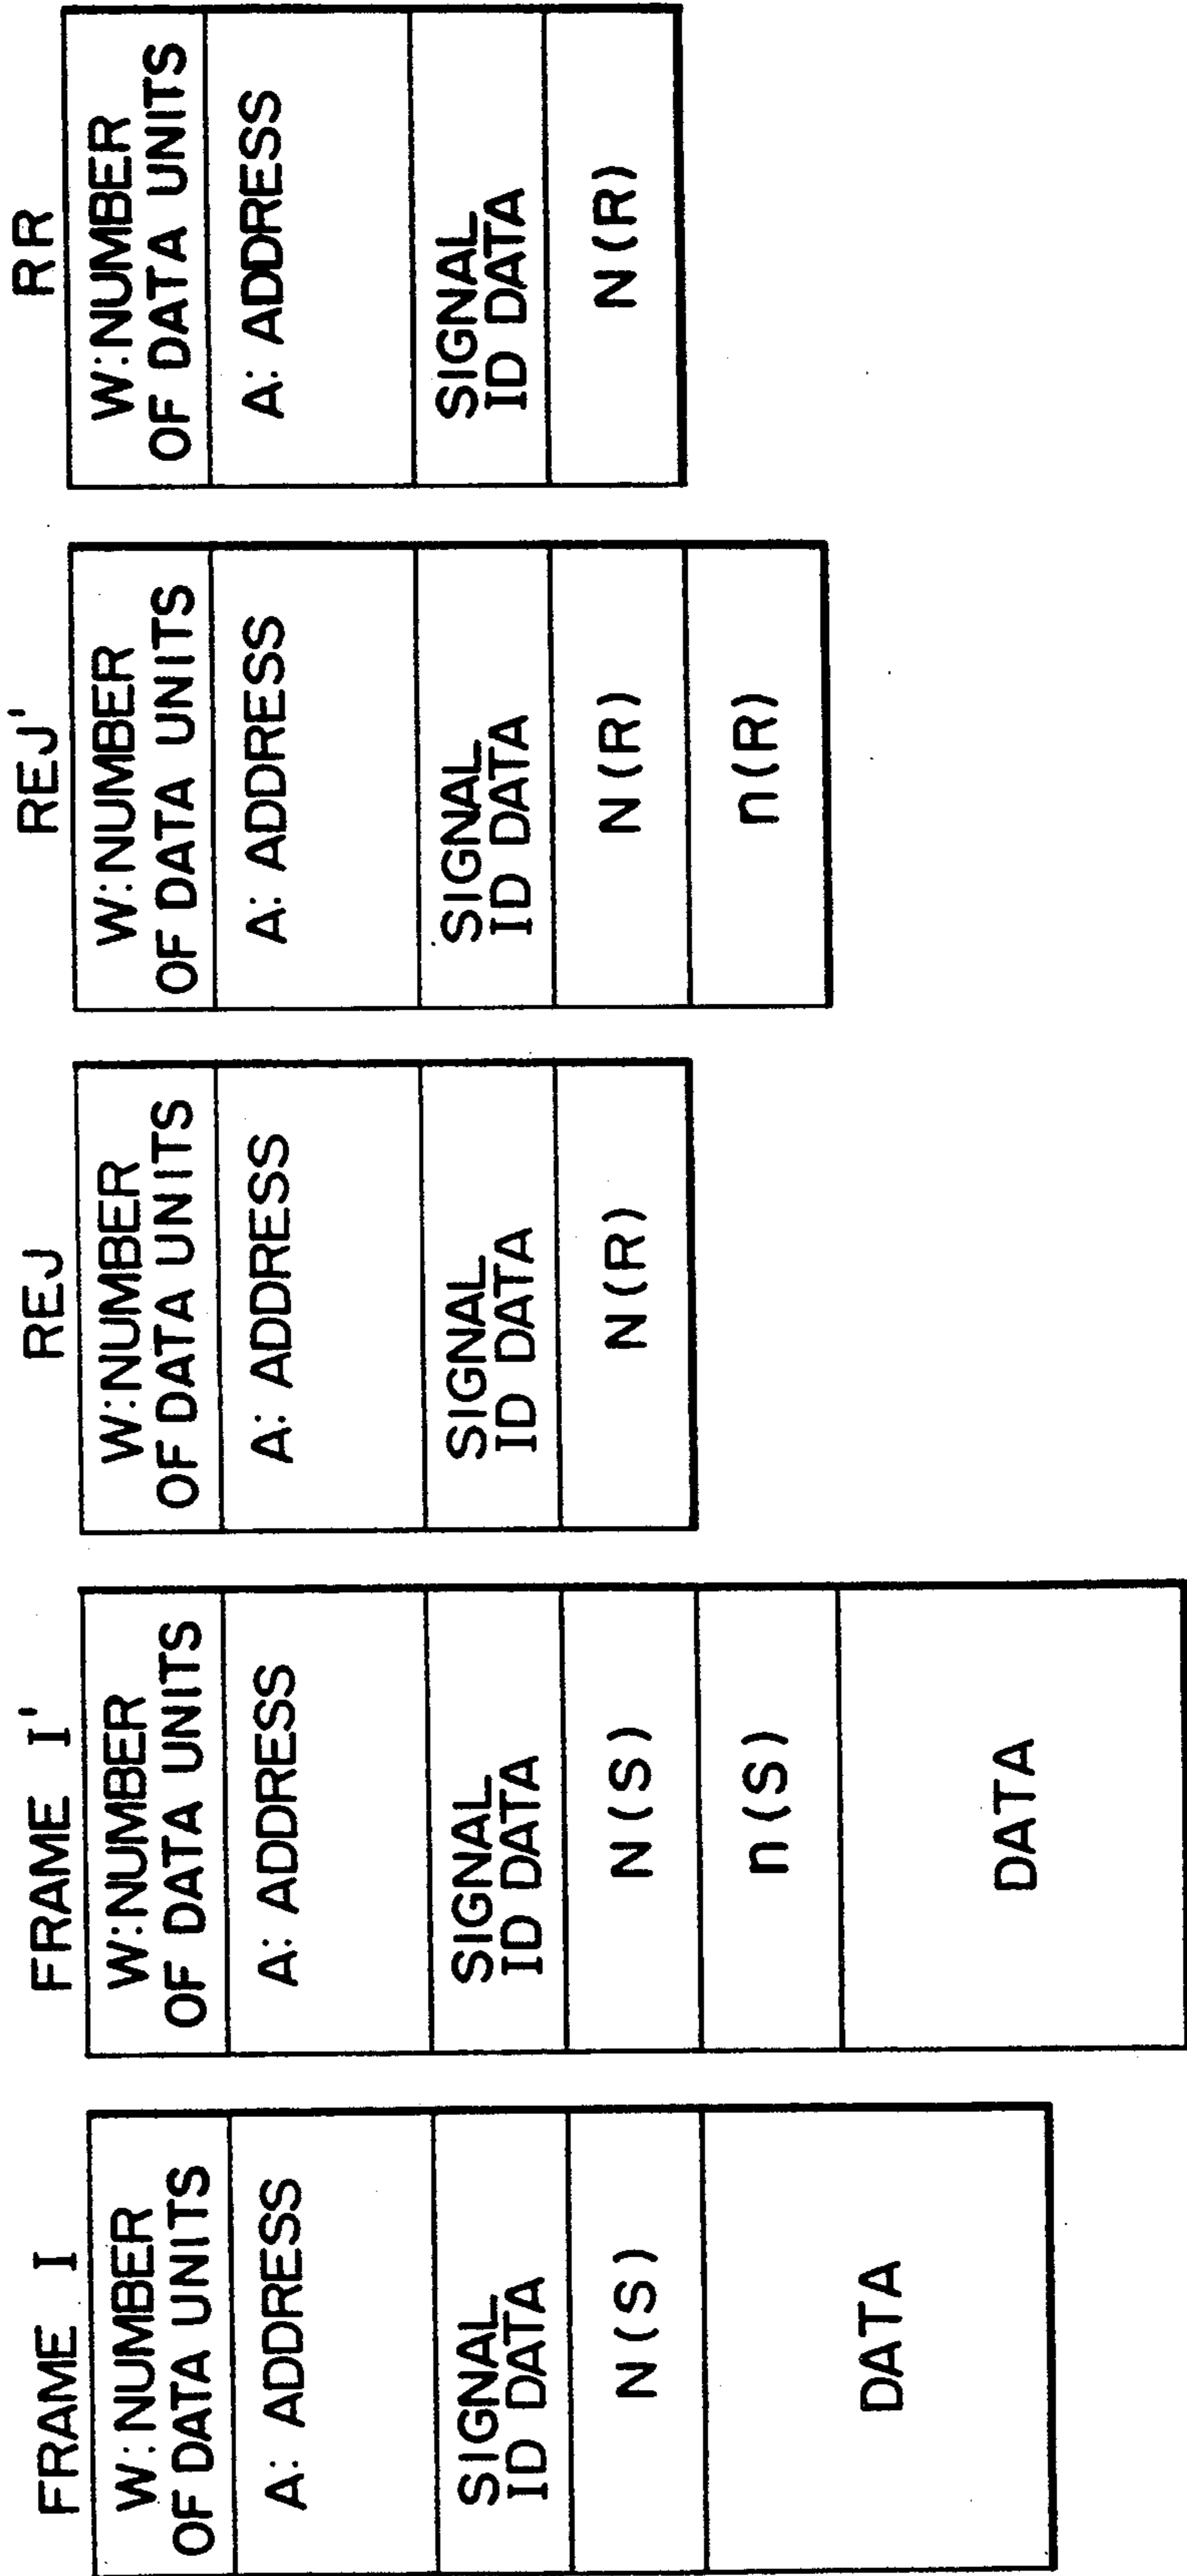 FRAME I
W:NUMBER
OF DATA UNITS
A: ADDRESS
SIGNAL
ID DATA
N(S)
DATA
FRAME I'
W:NUMBER
OF DATA UNITS
A: ADDRESS
SIGNAL
ID DATA
N(S)
n(S)
DATA
REJ
W:NUMBER
OF DATA UNITS
A: ADDRESS
SIGNAL
ID DATA
N(R)
REJ'
W:NUMBER
OF DATA UNITS
A: ADDRESS
SIGNAL
ID DATA
N(R)
n(R)
RR
W:NUMBER
OF DATA UNITS
A: ADDRESS
SIGNAL
ID DATA
N(R)